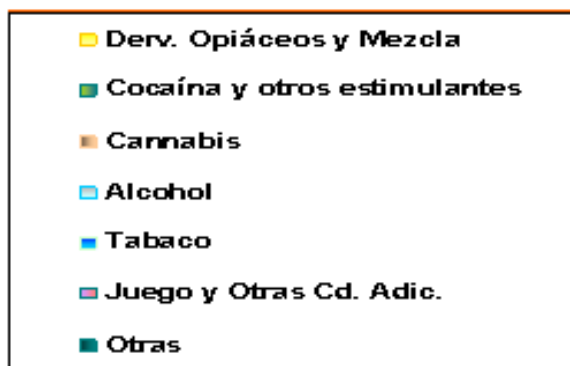 Derv. Opiáceos y Mezcla
Cocaína y otros estimulantes
Cannabis
Alcohol
Tabaco
Juego y Otras Cd. Adic.
Otras